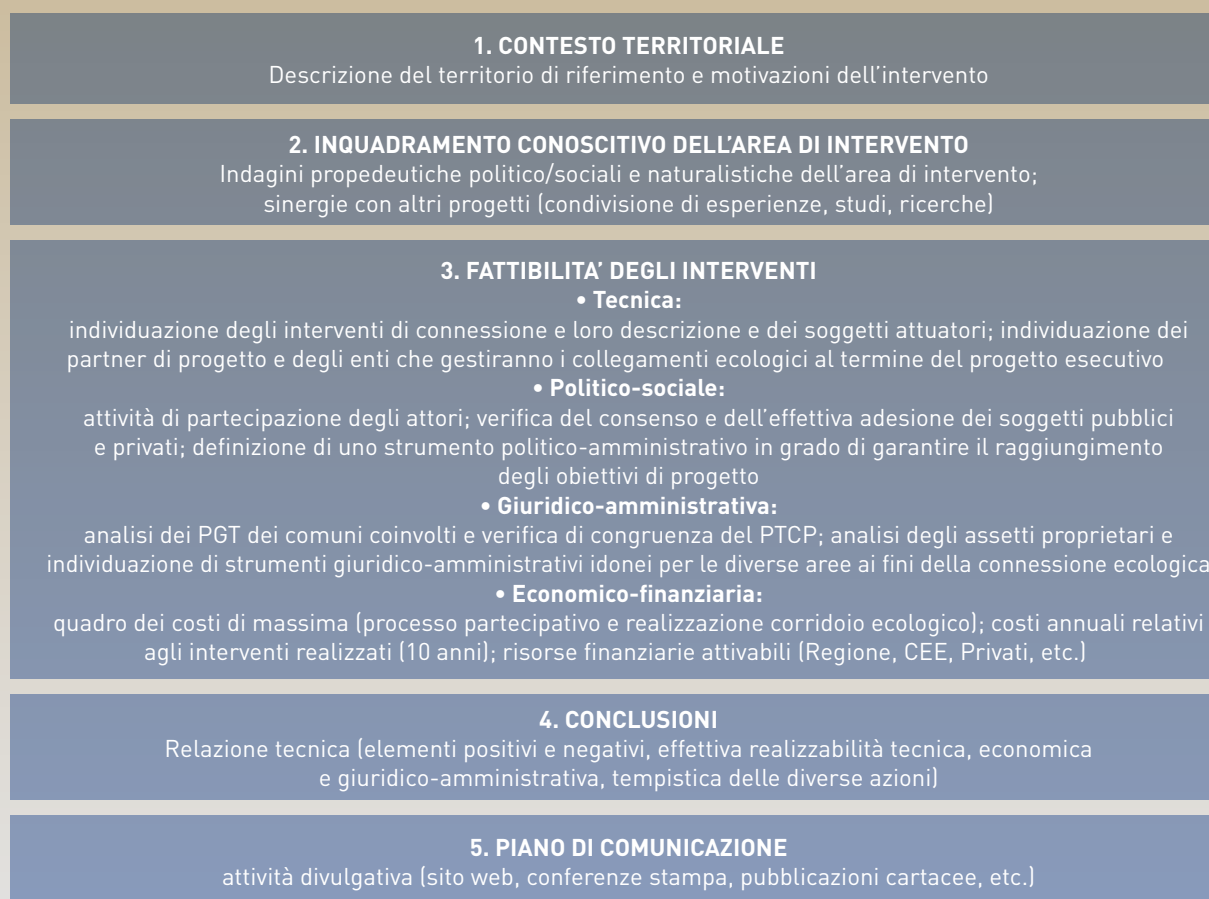 1. CONTESTO TERRITORIALE
Descrizione del territorio di riferimento e motivazioni dell’intervento
2. INQUADRAMENTO CONOSCITIVO DELL’AREA DI INTERVENTO
Indagini propedeutiche politico/sociali e naturalistiche dell’area di intervento;
sinergie con altri progetti (condivisione di esperienze, studi, ricerche)
3. FATTIBILITA’ DEGLI INTERVENTI
• Tecnica:
individuazione degli interventi di connessione e loro descrizione e dei soggetti attuatori; individuazione dei
partner di progetto e degli enti che gestiranno i collegamenti ecologici al termine del progetto esecutivo
• Politico-sociale:
attività di partecipazione degli attori; verifica del consenso e dell’effettiva adesione dei soggetti pubblici
e privati; definizione di uno strumento politico-amministrativo in grado di garantire il raggiungimento
degli obiettivi di progetto
• Giuridico-amministrativa:
analisi dei PGT dei comuni coinvolti e verifica di congruenza del PTCP; analisi degli assetti proprietari e
individuazione di strumenti giuridico-amministrativi idonei per le diverse aree ai fini della connessione ecologica
• Economico-finanziaria:
quadro dei costi di massima (processo partecipativo e realizzazione corridoio ecologico); costi annuali relativi
agli interventi realizzati (10 anni); risorse finanziarie attivabili (Regione, CEE, Privati, etc.)
4. CONCLUSIONI
Relazione tecnica (elementi positivi e negativi, effettiva realizzabilità tecnica, economica
e giuridico-amministrativa, tempistica delle diverse azioni)
5. PIANO DI COMUNICAZIONE
attività divulgativa (sito web, conferenze stampa, pubblicazioni cartacee, etc.)